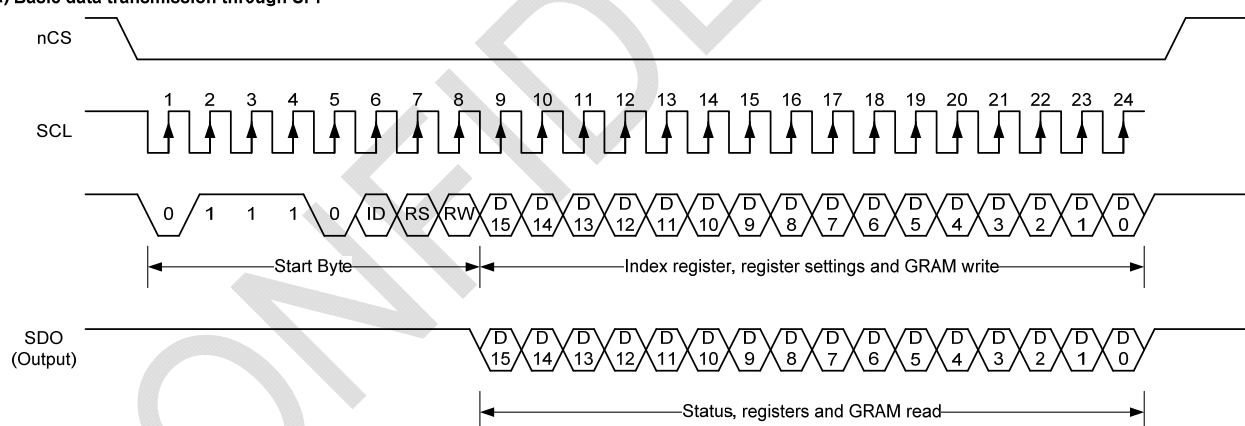 a) Basic data transmission through SPI
nCS
1 2 3 4 5 6 7 8 9 10 11 12 13 14 15 16 17 18 19 20 21 22 23 24
SCL
0 1 1 1 0 ID RS RW D15 D14 D13 D12 D11 D10 D9 D8 D7 D6 D5 D4 D3 D2 D1 D0
Start Byte Index register, register settings and GRAM write
SDO
(Output)
D15 D14 D13 D12 D11 D10 D9 D8 D7 D6 D5 D4 D3 D2 D1 D0
Status, registers and GRAM read
ONFIDE